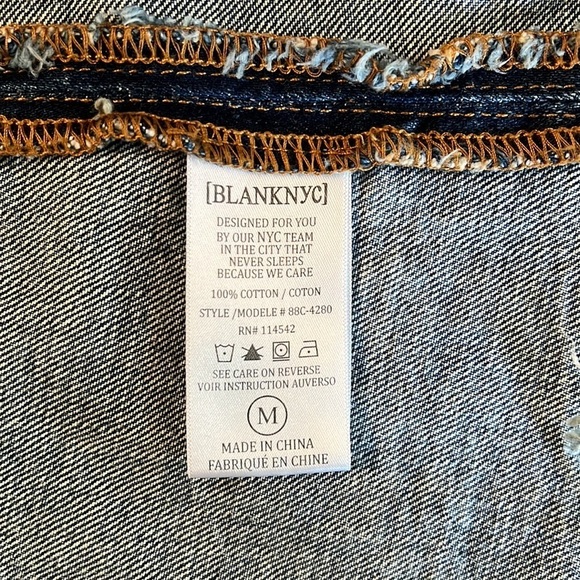 [BLANKNYC]
DESIGNED FOR YOU
BY OUR NYC TEAM
IN THE CITY THAT
NEVER SLEEPS
BECAUSE WE CARE
100% COTTON / COTON
STYLE /MODELE # 88C-4280
RN# 114542
SEE CARE ON REVERSE
VOIR INSTRUCTION AUVERSO
M
MADE IN CHINA
FABRIQUÉ EN CHINE